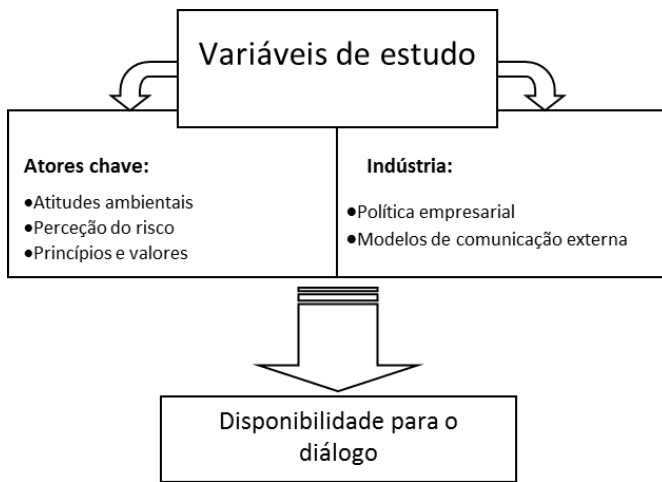 Variáveis de estudo
Atores chave:
●Atitudes ambientais
●Perceção do risco
●Princípios e valores
Indústria:
●Política empresarial
●Modelos de comunicação externa
Disponibilidade para o
diálogo